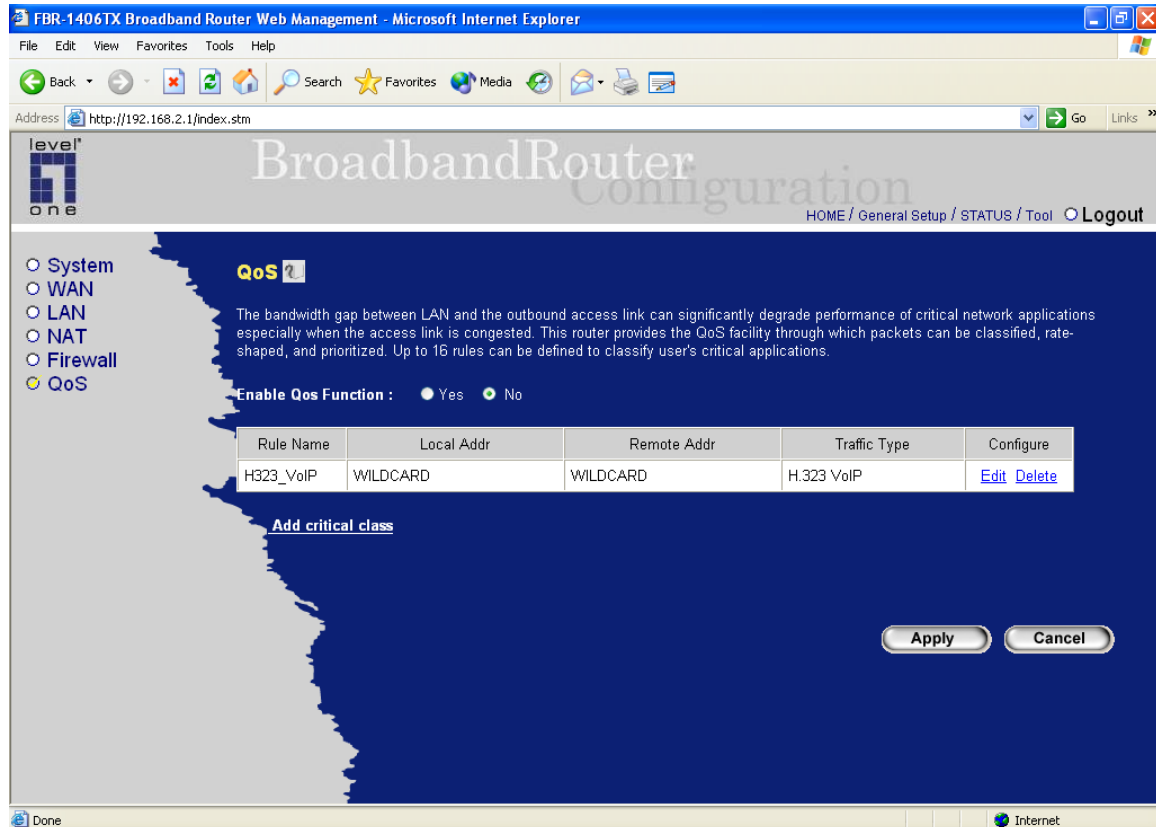 FBR-1406TX Broadband Router Web Management - Microsoft Internet Explorer
File Edit View Favorites Tools Help
Back Search Favorites Media
Address http://192.168.2.1/index.stm Go Links »
level one
BroadbandRouter
Configuration
HOME / General Setup / STATUS / Tool Logout
System
WAN
LAN
NAT
Firewall
QoS
QoS
The bandwidth gap between LAN and the outbound access link can significantly degrade performance of critical network applications
especially when the access link is congested. This router provides the QoS facility through which packets can be classified, rate-
shaped, and prioritized. Up to 16 rules can be defined to classify user's critical applications.
Enable Qos Function : Yes No
Rule Name Local Addr Remote Addr Traffic Type Configure
H323_VoIP WILDCARD WILDCARD H.323 VoIP Edit Delete
Add critical class
Apply Cancel
Done Internet